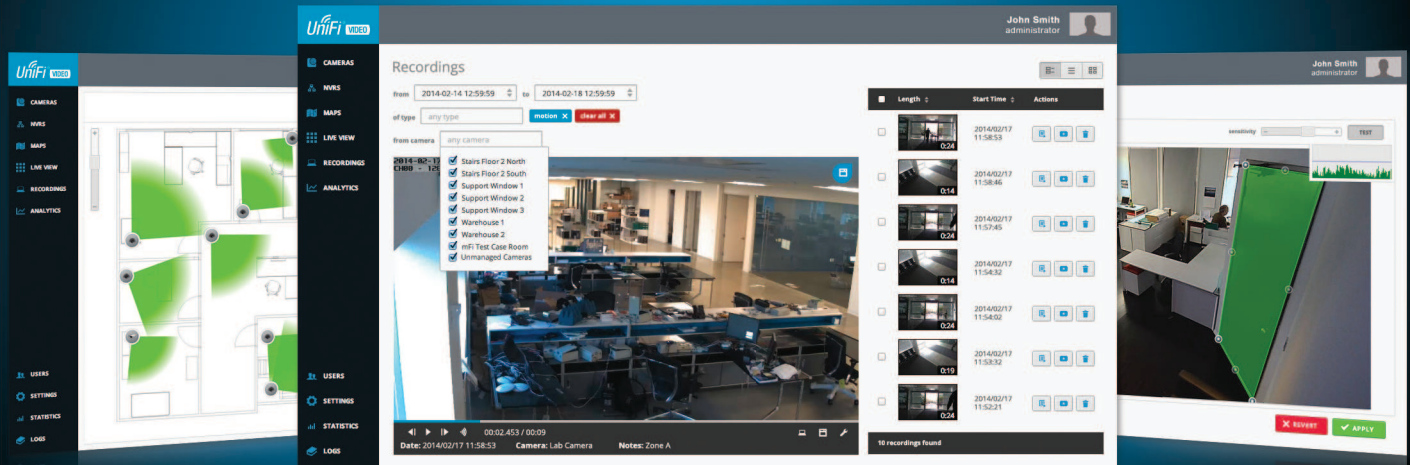 UniFi VIDEO
John Smith
administrator
CAMERAS
NVRS
MAPS
LIVE VIEW
RECORDINGS
ANALYTICS
USERS
SETTINGS
STATISTICS
LOGS
UniFi VIDEO
John Smith
administrator
CAMERAS
NVRS
MAPS
LIVE VIEW
RECORDINGS
ANALYTICS
USERS
SETTINGS
STATISTICS
LOGS
Recordings
from 2014-02-14 12:59:59 to 2014-02-18 12:59:59
of type any type motion X clear all X
from camera any camera
Stairs Floor 2 North
Stairs Floor 2 South
Support Window 1
Support Window 2
Support Window 3
Warehouse 1
Warehouse 2
mFi Test Case Room
Unmanaged Cameras
2014-02-17
CH00 - 128
00:02.453 / 00:09
Date: 2014/02/17 11:58:53 Camera: Lab Camera Notes: Zone A
Length Start Time Actions
0:24 2014/02/17
11:58:53
0:14 2014/02/17
11:58:46
0:24 2014/02/17
11:57:45
0:14 2014/02/17
11:54:32
0:24 2014/02/17
11:54:02
0:19 2014/02/17
11:53:32
0:24 2014/02/17
11:52:21
10 recordings found
sensitivity - + TEST
X REVERT
APPLY